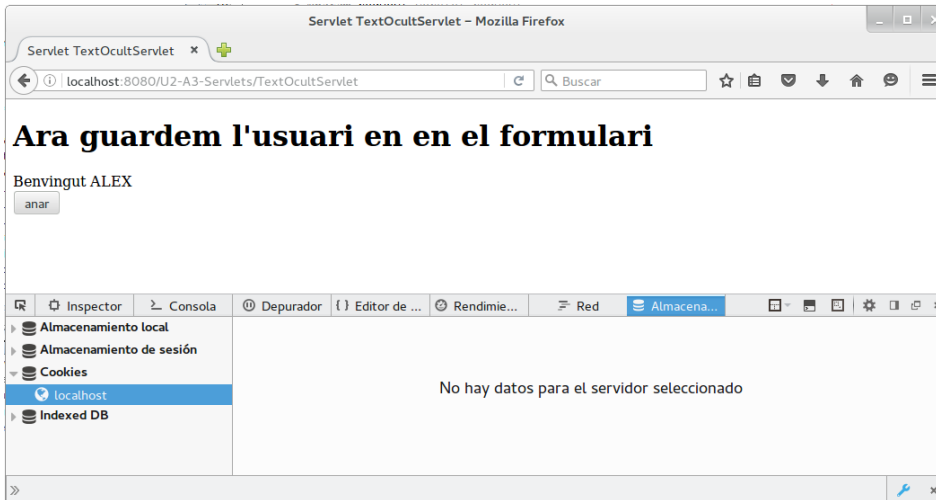 Servlet TextOcultServlet – Mozilla Firefox
Servlet TextOcultServlet
localhost:8080/U2-A3-Servlets/TextOcultServlet
Buscar
Ara guardem l'usuari en en el formulari
Benvingut ALEX
anar
Inspector Consola Depurador { } Editor de ... Rendimie... Red Almacena...
Almacenamiento local
Almacenamiento de sesión
Cookies
localhost
Indexed DB
No hay datos para el servidor seleccionado